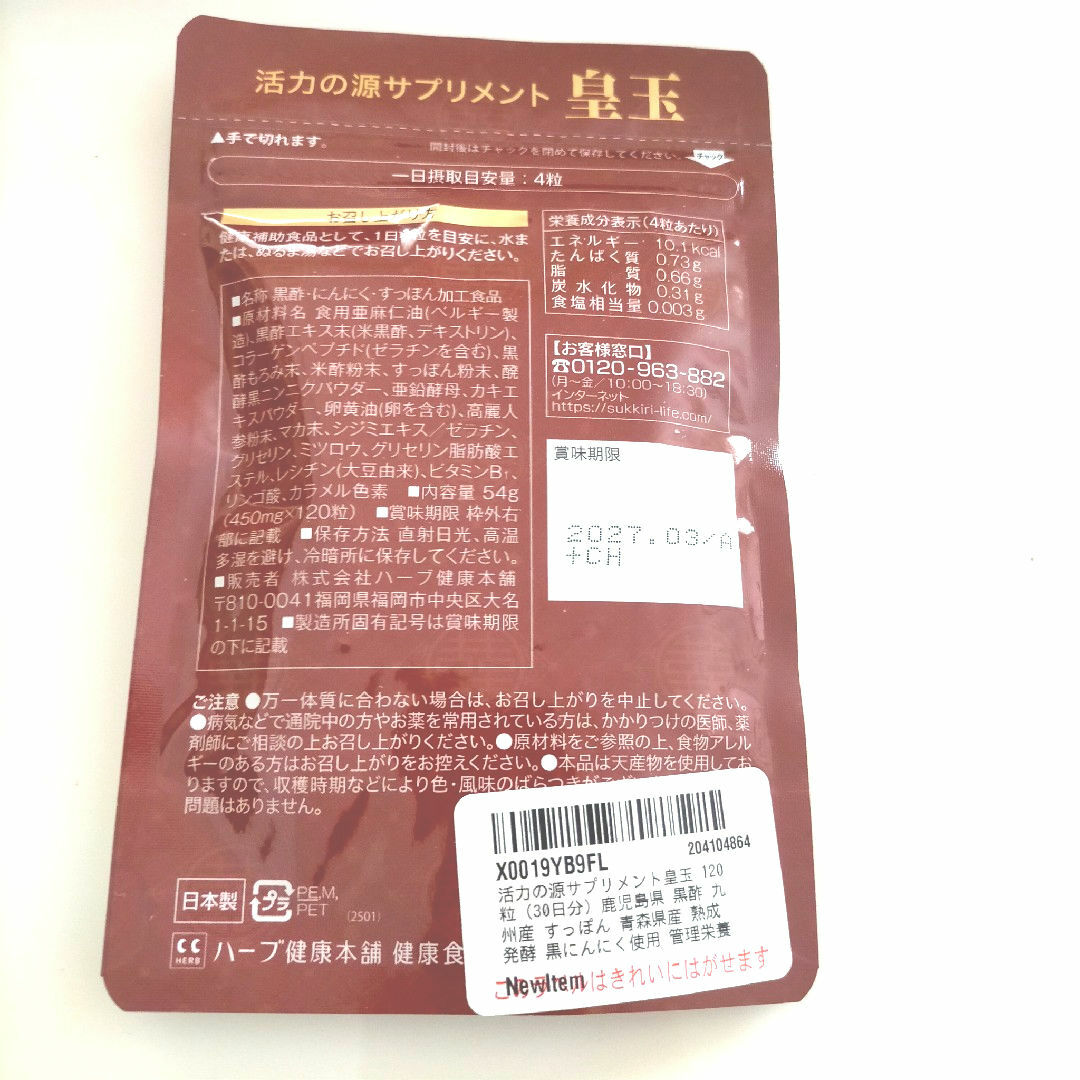 活力の源サプリメント 皇玉
▲手で切れます。
開封後はチャックを閉めて保存してください。
チャック
一日摂取目安量：4粒
お召し上がり方
健康補助食品として、1日4粒を目安に、水ま
たは、ぬるま湯などでお召し上がりください。
■名称 黒酢・にんにく・すっぽん加工食品
■原材料名 食用亜麻仁油(ベルギー製
造)、黒酢エキス末(米黒酢、デキストリン)、
コラーゲンペプチド(ゼラチンを含む)、黒
酢もろみ末、米酢粉末、すっぽん粉末、醗
酵黒ニンニクパウダー、亜鉛酵母、カキエ
キスパウダー、卵黄油(卵を含む)、高麗人
参粉末、マカ末、シジミエキス／ゼラチン、
グリセリン、ミツロウ、グリセリン脂肪酸エ
ステル、レシチン(大豆由来)、ビタミンB1、
リンゴ酸、カラメル色素 ■内容量 54g
(450mg×120粒) ■賞味期限 枠外右
部に記載 ■保存方法 直射日光、高温
多湿を避け、冷暗所に保存してください。
■販売者 株式会社ハーブ健康本舗
〒810-0041福岡県福岡市中央区大名
1-1-15 ■製造所固有記号は賞味期限
の下に記載
栄養成分表示(4粒あたり)
エネルギー 10.1kcal
たんぱく質 0.73g
脂質 0.66g
炭水化物 0.31g
食塩相当量 0.003g
【お客様窓口】
☎0120-963-882
(月～金／10:00～18:30)
インターネット
https://sukkiri-life.com/
賞味期限
2027.03/A
+CH
ご注意 ●万一体質に合わない場合は、お召し上がりを中止してください。
●病気などで通院中の方やお薬を常用されている方は、かかりつけの医師、薬
剤師にご相談の上お召し上がりください。●原材料をご参照の上、食物アレル
ギーのある方はお召し上がりをお控えください。●本品は天産物を使用してお
りますので、収穫時期などにより色・風味のばらつきが
問題はありません。
日本製
プラ
PE,M,
PET
(2501)
CC
HERB
ハーブ健康本舗 健康食
X0019YB9FL
204104864
活力の源サプリメント皇玉 120
粒 (30日分) 鹿児島県 黒酢 九
州産 すっぽん 青森県産 熟成
発酵 黒にんにく使用 管理栄養
NewItem
このラベルはきれいにはがせます